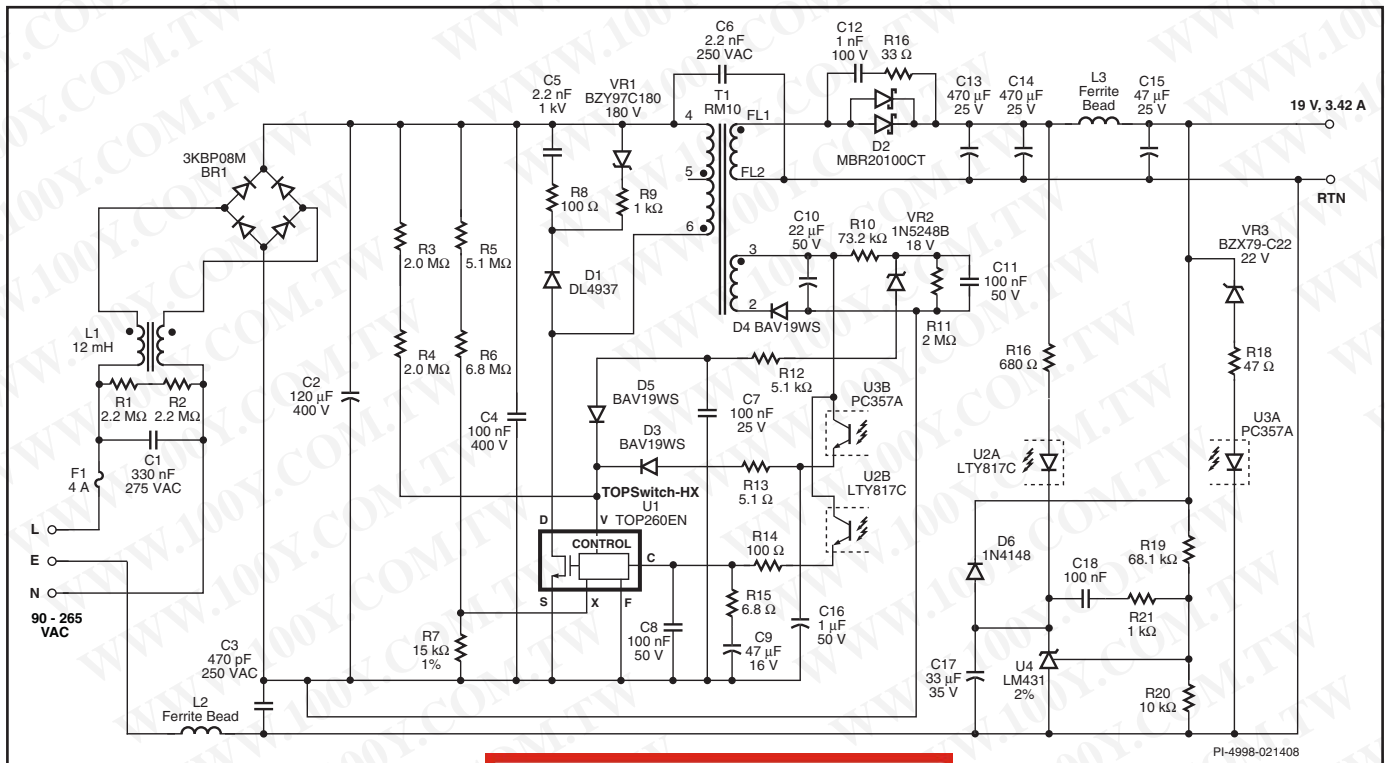 C6
2.2 nF
250 VAC
C12
1 nF
100 V
R16
33 Ω
C5
2.2 nF
1 kV
VR1
BZY97C180
180 V
T1
RM10
C13
470 μF
25 V
C14
470 μF
25 V
L3
Ferrite
Bead
C15
47 μF
25 V
19 V, 3.42 A
4
FL1
D2
MBR20100CT
3KBP08M
BR1
5
FL2
R8
100 Ω
R9
1 kΩ
RTN
6
C10
22 μF
50 V
R10
73.2 kΩ
VR2
1N5248B
18 V
VR3
BZX79-C22
22 V
R3
2.0 MΩ
R5
5.1 MΩ
3
C11
100 nF
50 V
D1
DL4937
2
D4 BAV19WS
R11
2 MΩ
L1
12 mH
R4
2.0 MΩ
R6
6.8 MΩ
R12
5.1 kΩ
R16
680 Ω
R18
47 Ω
C2
120 μF
400 V
D5
BAV19WS
C7
100 nF
25 V
U3B
PC357A
R1
2.2 MΩ
R2
2.2 MΩ
C4
100 nF
400 V
D3
BAV19WS
U3A
PC357A
C1
330 nF
275 VAC
F1
4 A
R13
5.1 Ω
U2B
LTY817C
U2A
LTY817C
TOPSwitch-HX
U1
TOP260EN
L
D
V
CONTROL
C
R14
100 Ω
D6
1N4148
R19
68.1 kΩ
E
C18
100 nF
N
S
X
F
R15
6.8 Ω
R21
1 kΩ
90 - 265
VAC
C16
1 μF
50 V
R7
15 kΩ
1%
C8
100 nF
50 V
C9
47 μF
16 V
C3
470 pF
250 VAC
C17
33 μF
35 V
U4
LM431
2%
R20
10 kΩ
L2
Ferrite Bead
PI-4998-021408
WWW.100Y.COM.TW